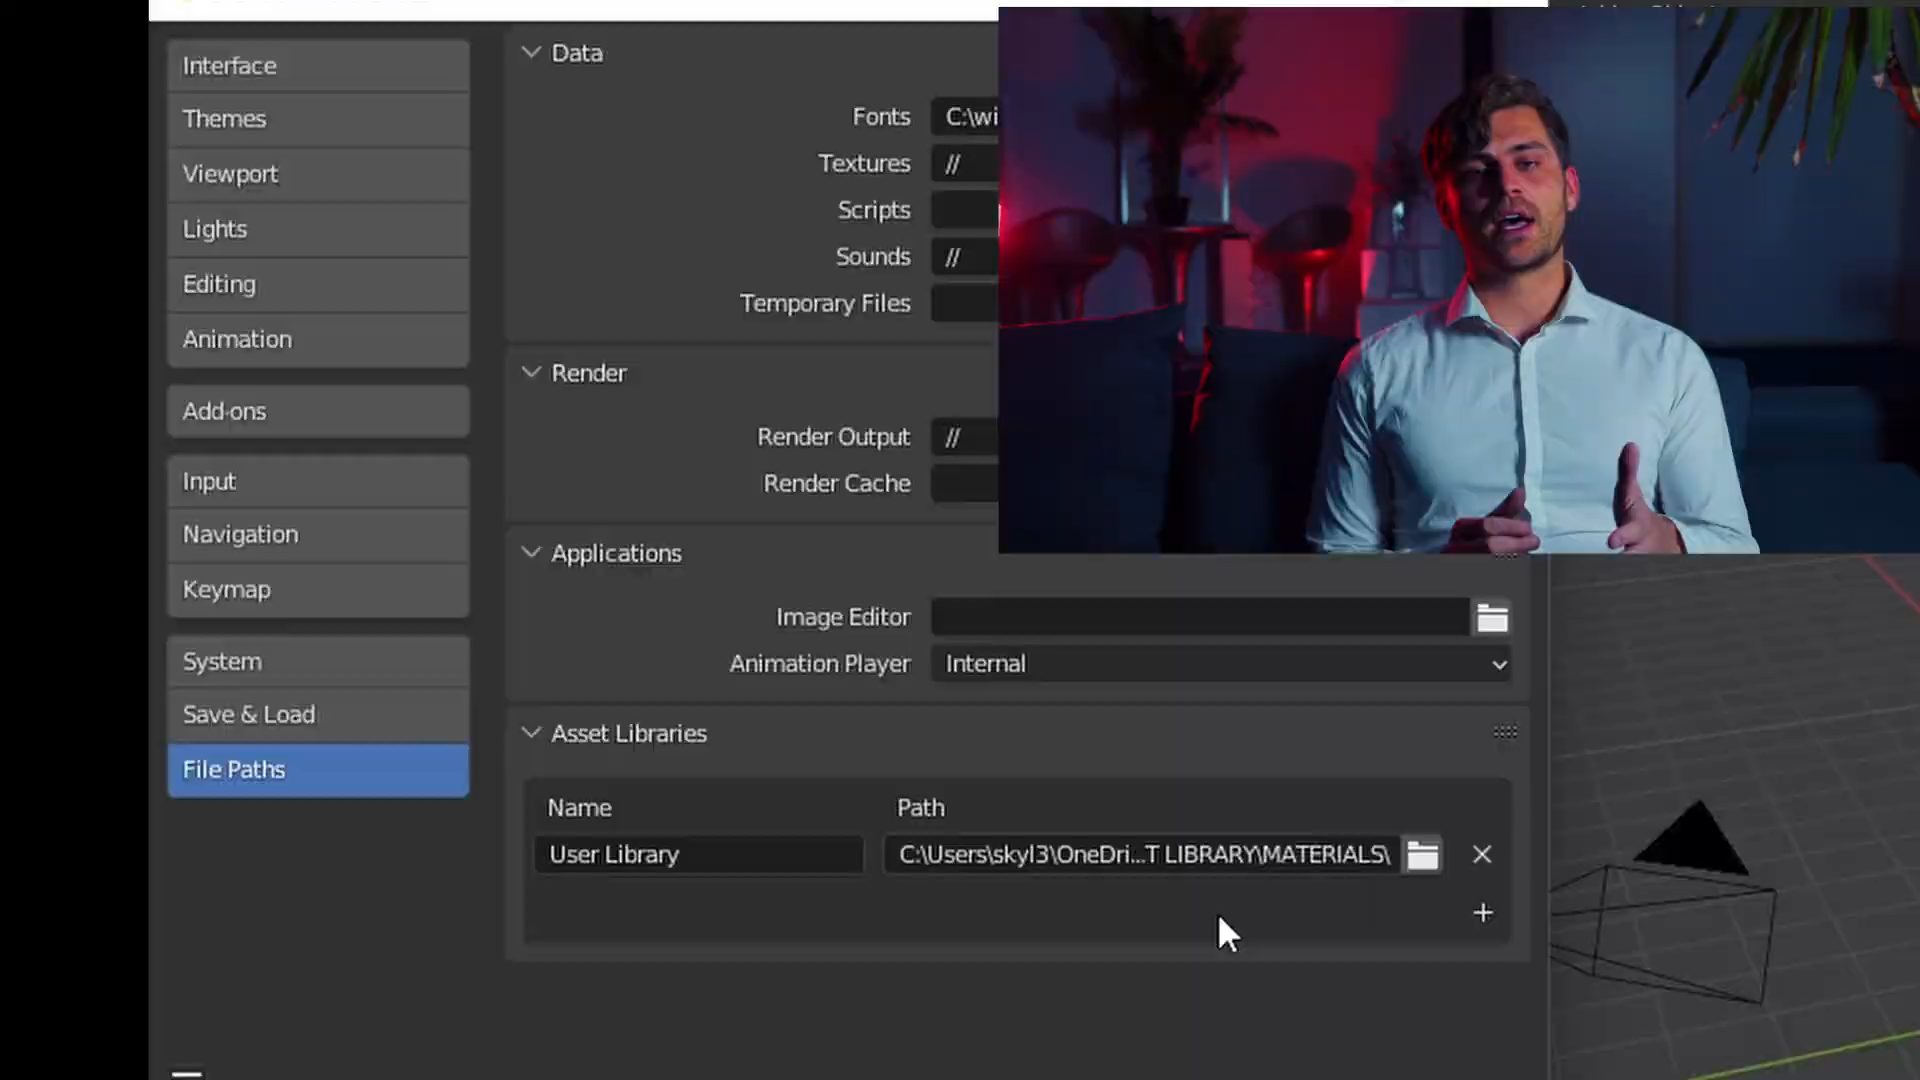 Interface
Themes
Viewport
Lights
Editing
Animation
Add-ons
Input
Navigation
Keymap
System
Save & Load
File Paths
Data
Fonts C:\wi
Textures //
Scripts
Sounds //
Temporary Files
Render
Render Output //
Render Cache
Applications
Image Editor
Animation Player Internal
Asset Libraries
Name Path
User Library C:\Users\skyl3\OneDri...T LIBRARY\MATERIALS\